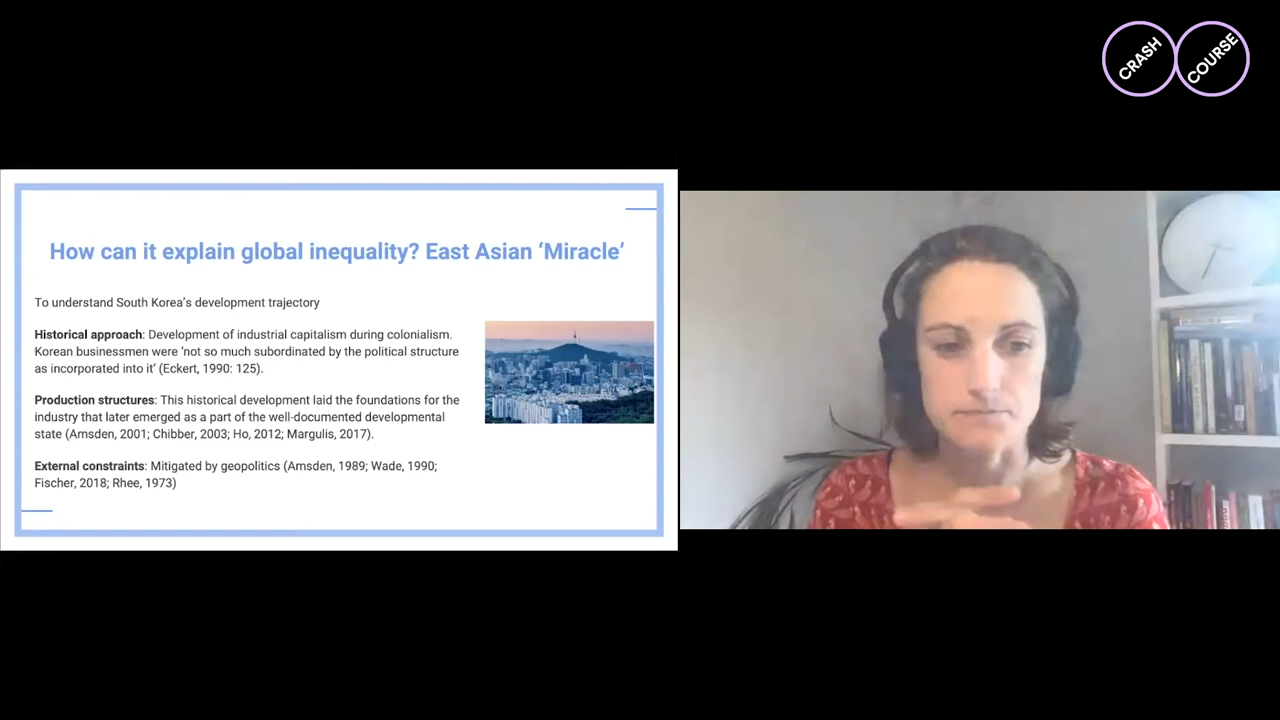 CRASH COURSE
How can it explain global inequality? East Asian ‘Miracle’
To understand South Korea’s development trajectory
Historical approach: Development of industrial capitalism during colonialism.
Korean businessmen were ‘not so much subordinated by the political structure
as incorporated into it’ (Eckert, 1990: 125).
Production structures: This historical development laid the foundations for the
industry that later emerged as a part of the well-documented developmental
state (Amsden, 2001; Chibber, 2003; Ho, 2012; Margulis, 2017).
External constraints: Mitigated by geopolitics (Amsden, 1989; Wade, 1990;
Fischer, 2018; Rhee, 1973)